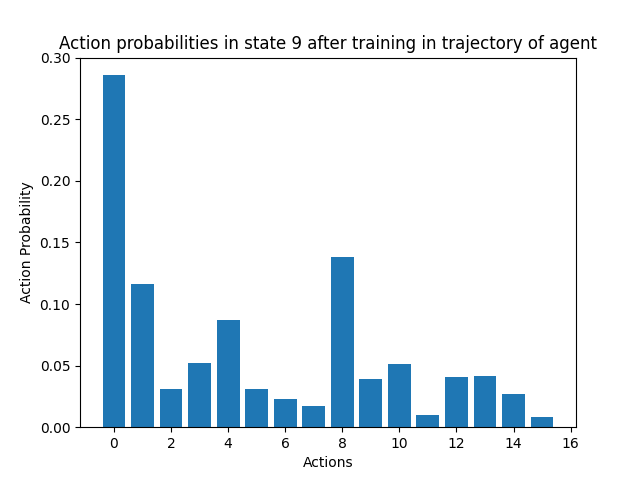 Action probabilities in state 9 after training in trajectory of agent
0.30
0.25
0.20
0.15
0.10
0.05
0.00
Action Probability
0 2 4 6 8 10 12 14 16
Actions